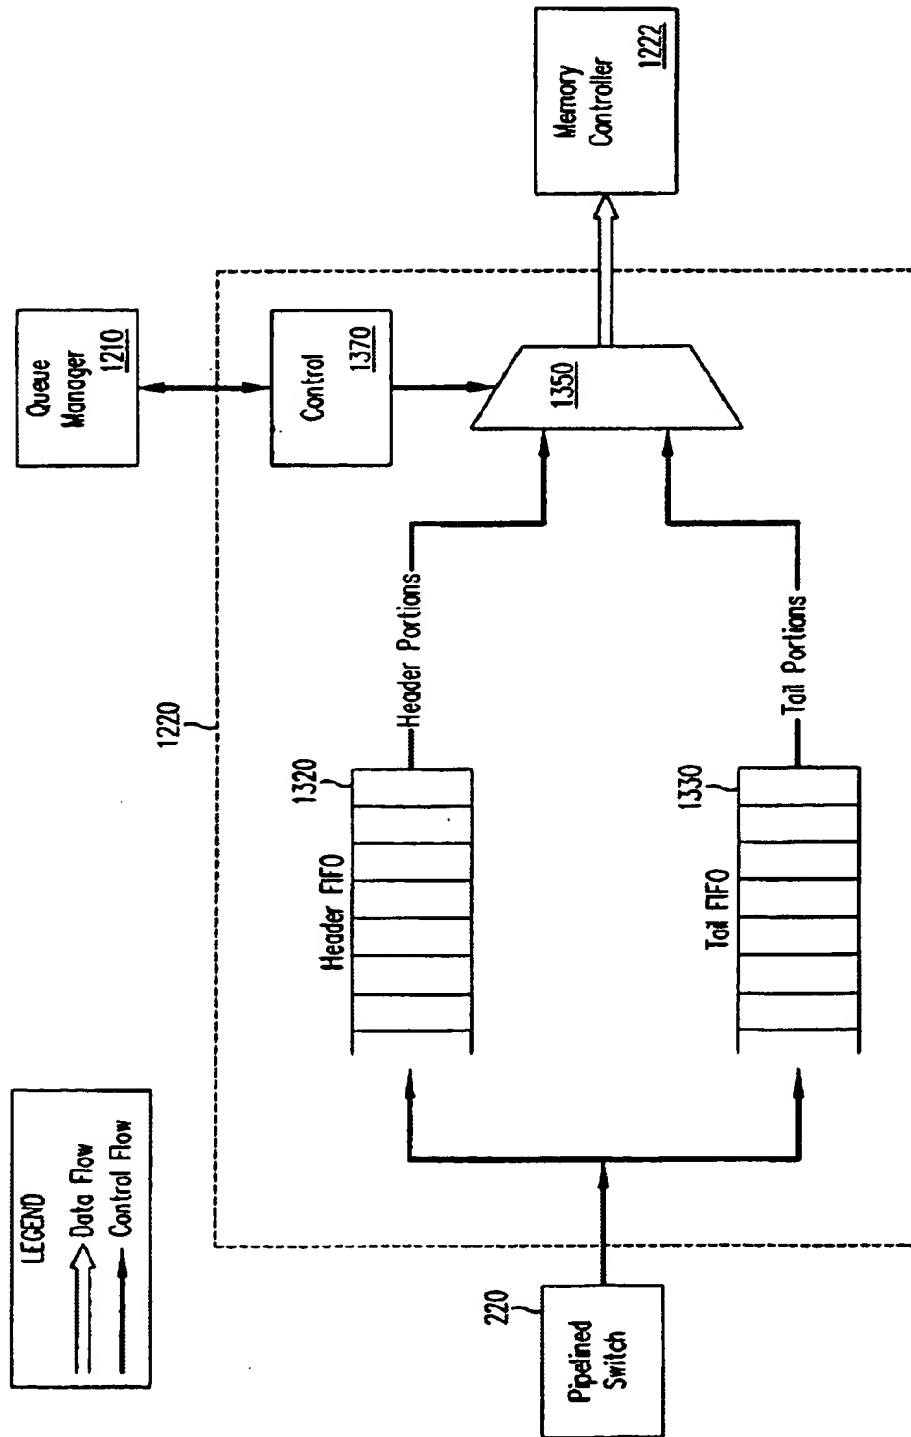 LEGEND
Data Flow
Control Flow
Queue
Manager
1210
1220
Control
1370
Header FIFO
1320
Header Portions
Pipelined
Switch
220
1350
Memory
Controller
1222
Tail FIFO
1330
Tail Portions